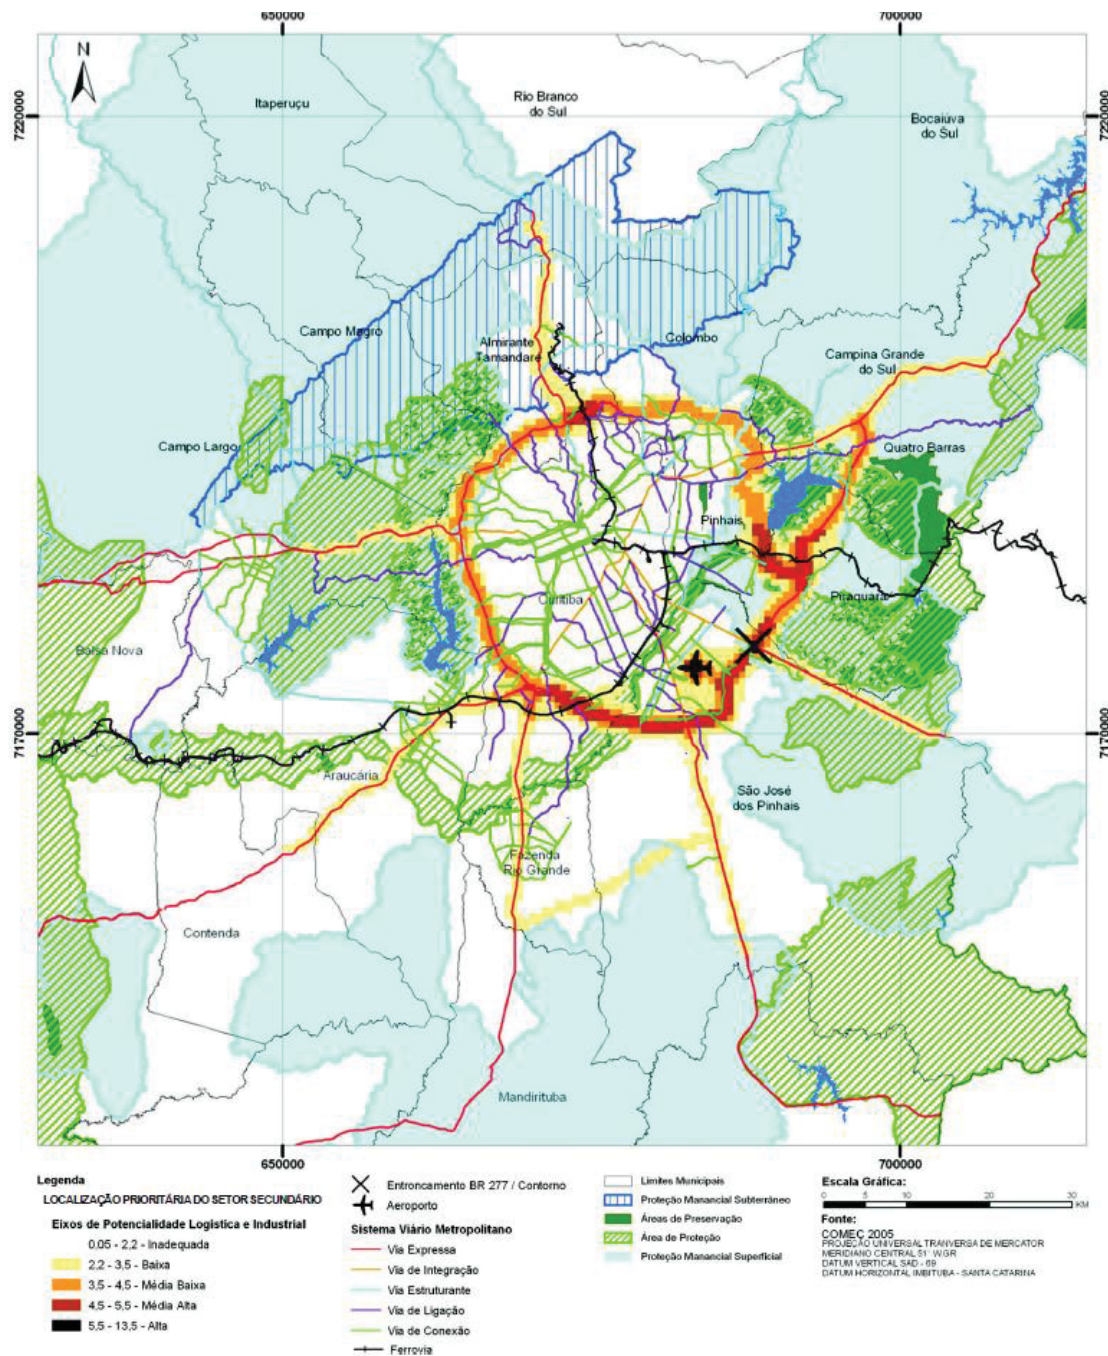 650000
700000
N
Itaperuçu
Rio Branco
do Sul
Bocaiúva
do Sul
7220000
7220000
Campo Magro
Almirante
Tamandaré
Colombo
Campina Grande
do Sul
Campo Largo
Quatro Barras
Pinhais
Curitiba
Piraquara
Balsa Nova
7170000
7170000
Araucária
São José
dos Pinhais
Fazenda
Rio Grande
Contenda
Mandirituba
650000
700000
Legenda
LOCALIZAÇÃO PRIORITÁRIA DO SETOR SECUNDÁRIO
Eixos de Potencialidade Logistica e Industrial
0,05 - 2,2 - Inadequada
2,2 - 3,5 - Baixa
3,5 - 4,5 - Média Baixa
4,5 - 5,5 - Média Alta
5,5 - 13,5 - Alta
Entroncamento BR 277 / Contorno
Aeroporto
Sistema Viário Metropolitano
Via Expressa
Via de Integração
Via Estruturante
Via de Ligação
Via de Conexão
Ferrovia
Limites Municipais
Proteção Manancial Subterrâneo
Áreas de Preservação
Área de Proteção
Proteção Manancial Superficial
Escala Gráfica:
0 5 10 20 30
KM
Fonte:
COMEC 2005
PROJEÇÃO UNIVERSAL TRANVERSA DE MERCATOR
MERIDIANO CENTRAL 51° WGR
DATUM VERTICAL SAD - 69
DATUM HORIZONTAL IMBITUBA - SANTA CATARINA